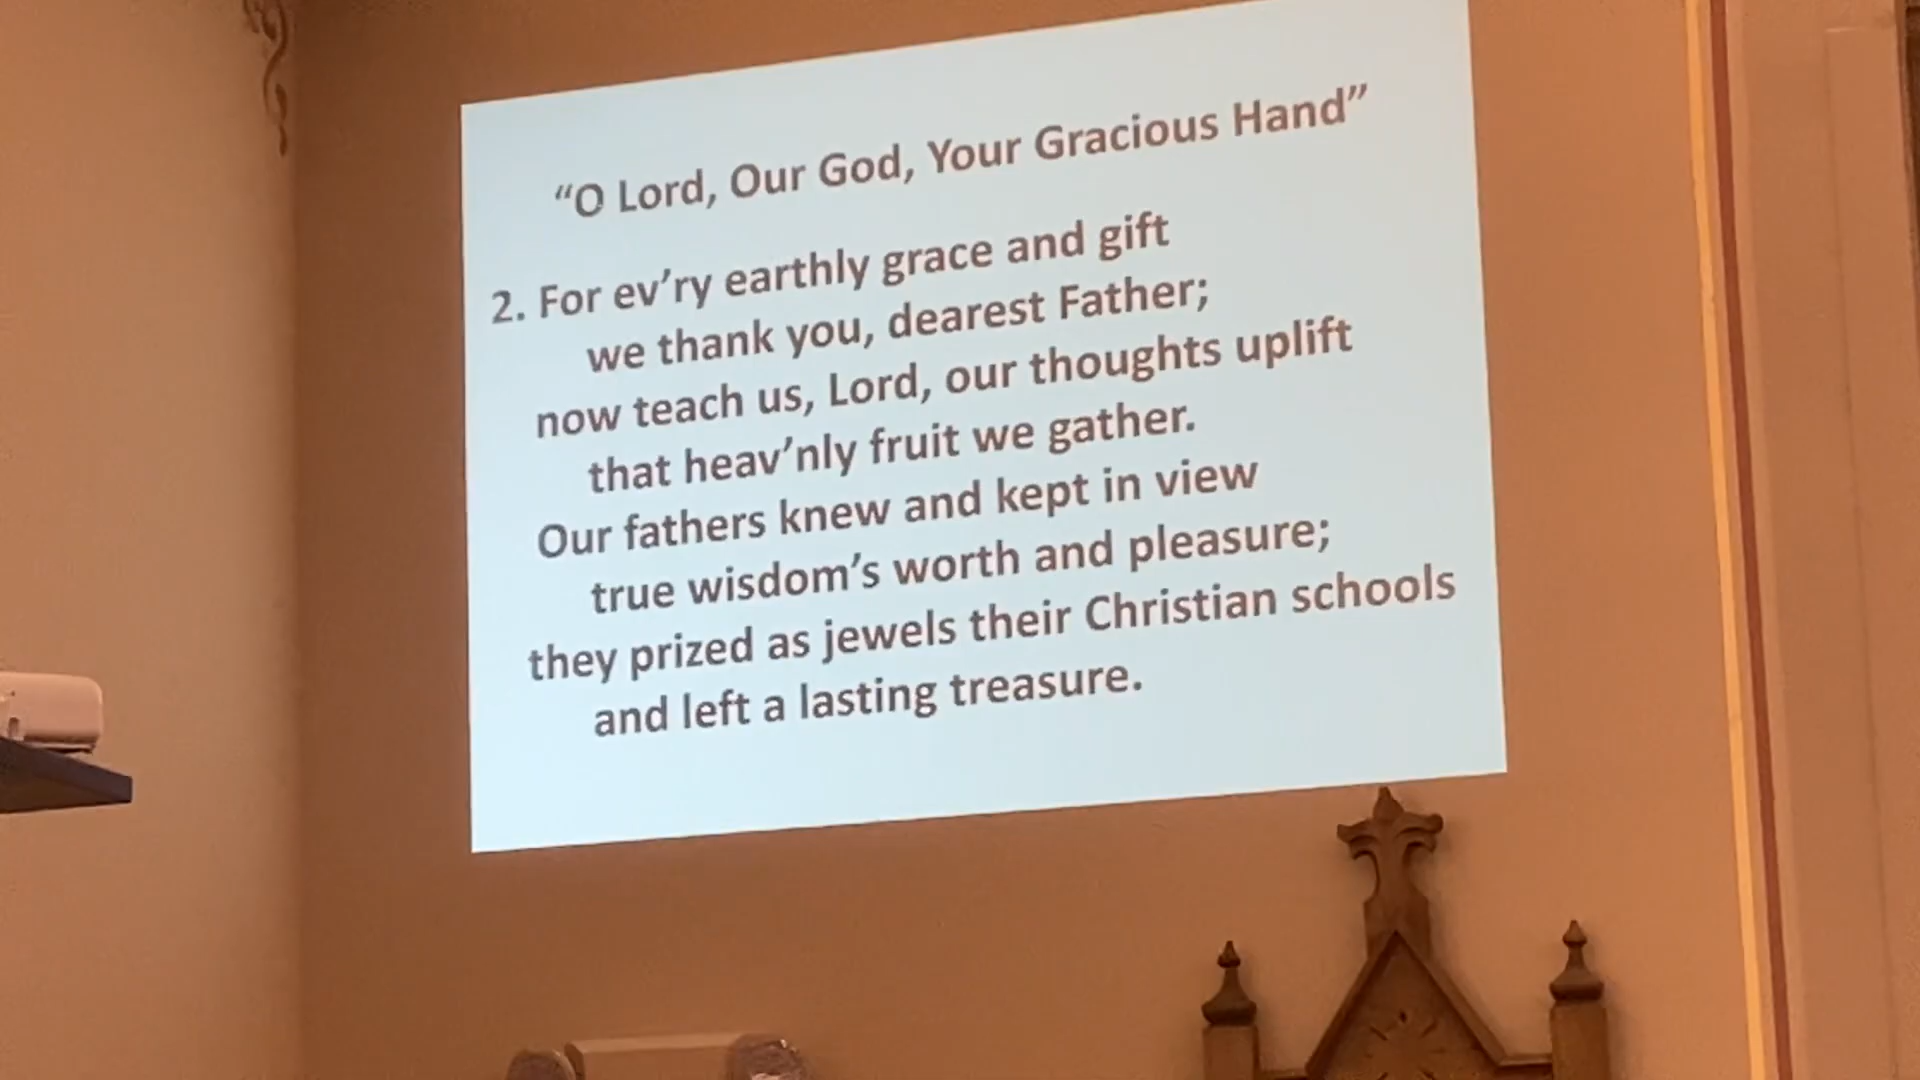 “O Lord, Our God, Your Gracious Hand”
2. For ev’ry earthly grace and gift
we thank you, dearest Father;
now teach us, Lord, our thoughts uplift
that heav’nly fruit we gather.
Our fathers knew and kept in view
true wisdom’s worth and pleasure;
they prized as jewels their Christian schools
and left a lasting treasure.